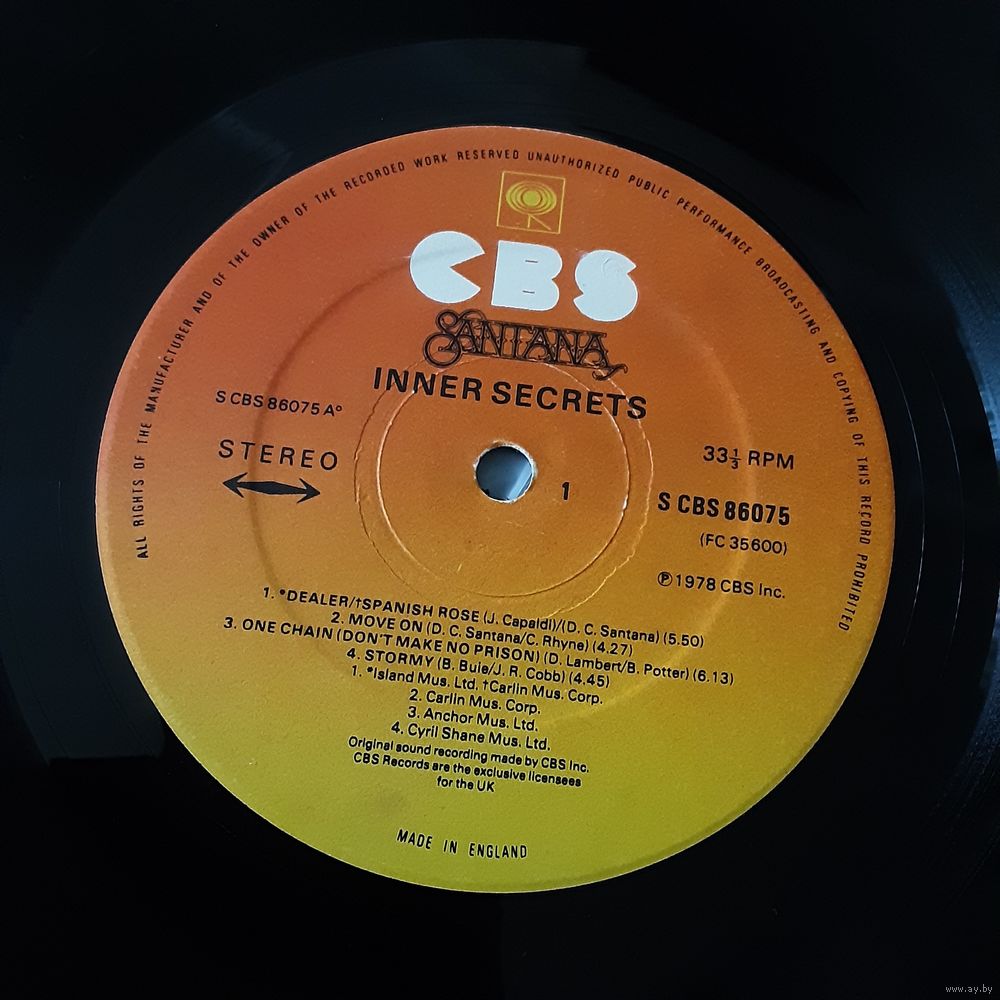 ALL RIGHTS OF THE MANUFACTURER AND OF THE OWNER OF THE RECORDED WORK RESERVED UNAUTHORIZED PUBLIC PERFORMANCE BROADCASTING AND COPYING OF THIS RECORD PROHIBITED
CBS
SANTANA
INNER SECRETS
S CBS 86075 Aº
STEREO
33⅓ RPM
1
S CBS 86075
(FC 35600)
℗ 1978 CBS Inc.
1. *DEALER/†SPANISH ROSE (J. Capaldi)/(D. C. Santana) (5.50)
2. MOVE ON (D. C. Santana/C. Rhyne) (4.27)
3. ONE CHAIN (DON'T MAKE NO PRISON) (D. Lambert/B. Potter) (6.13)
4. STORMY (B. Buie/J. R. Cobb) (4.45)
1. *Island Mus. Ltd. †Carlin Mus. Corp.
2. Carlin Mus. Corp.
3. Anchor Mus. Ltd.
4. Cyril Shane Mus. Ltd.
Original sound recording made by CBS Inc.
CBS Records are the exclusive licensees
for the UK
MADE IN ENGLAND
www.ay.by